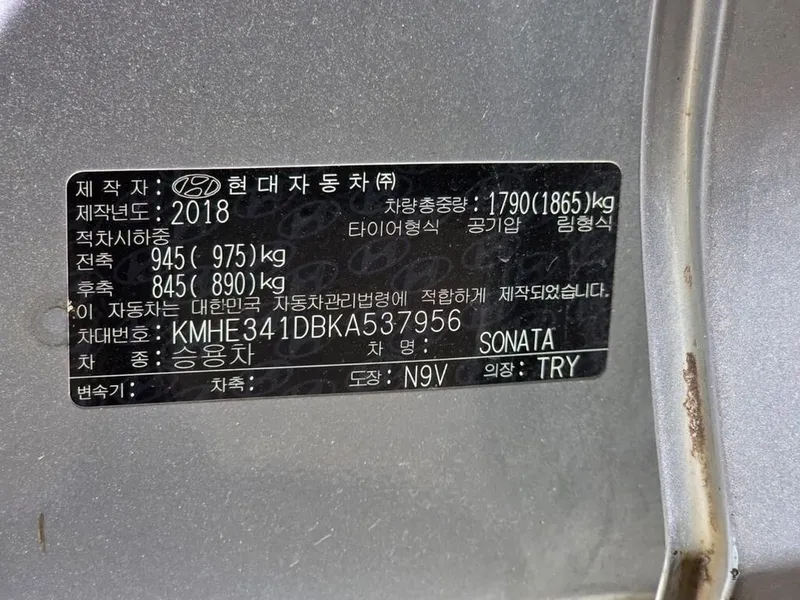 제 작 자: 현대자동차㈜
제작년도: 2018 차량총중량: 1790(1865)kg
적차시하중 타이어형식 공기압 림형식
전축 945( 975)kg
후축 845( 890)kg
이 자동차는 대한민국 자동차관리법령에 적합하게 제작되었습니다.
차대번호: KMHE341DBKA537956
차 종: 승용차 차 명: SONATA
변속기: 차축: 도장: N9V 의장: TRY